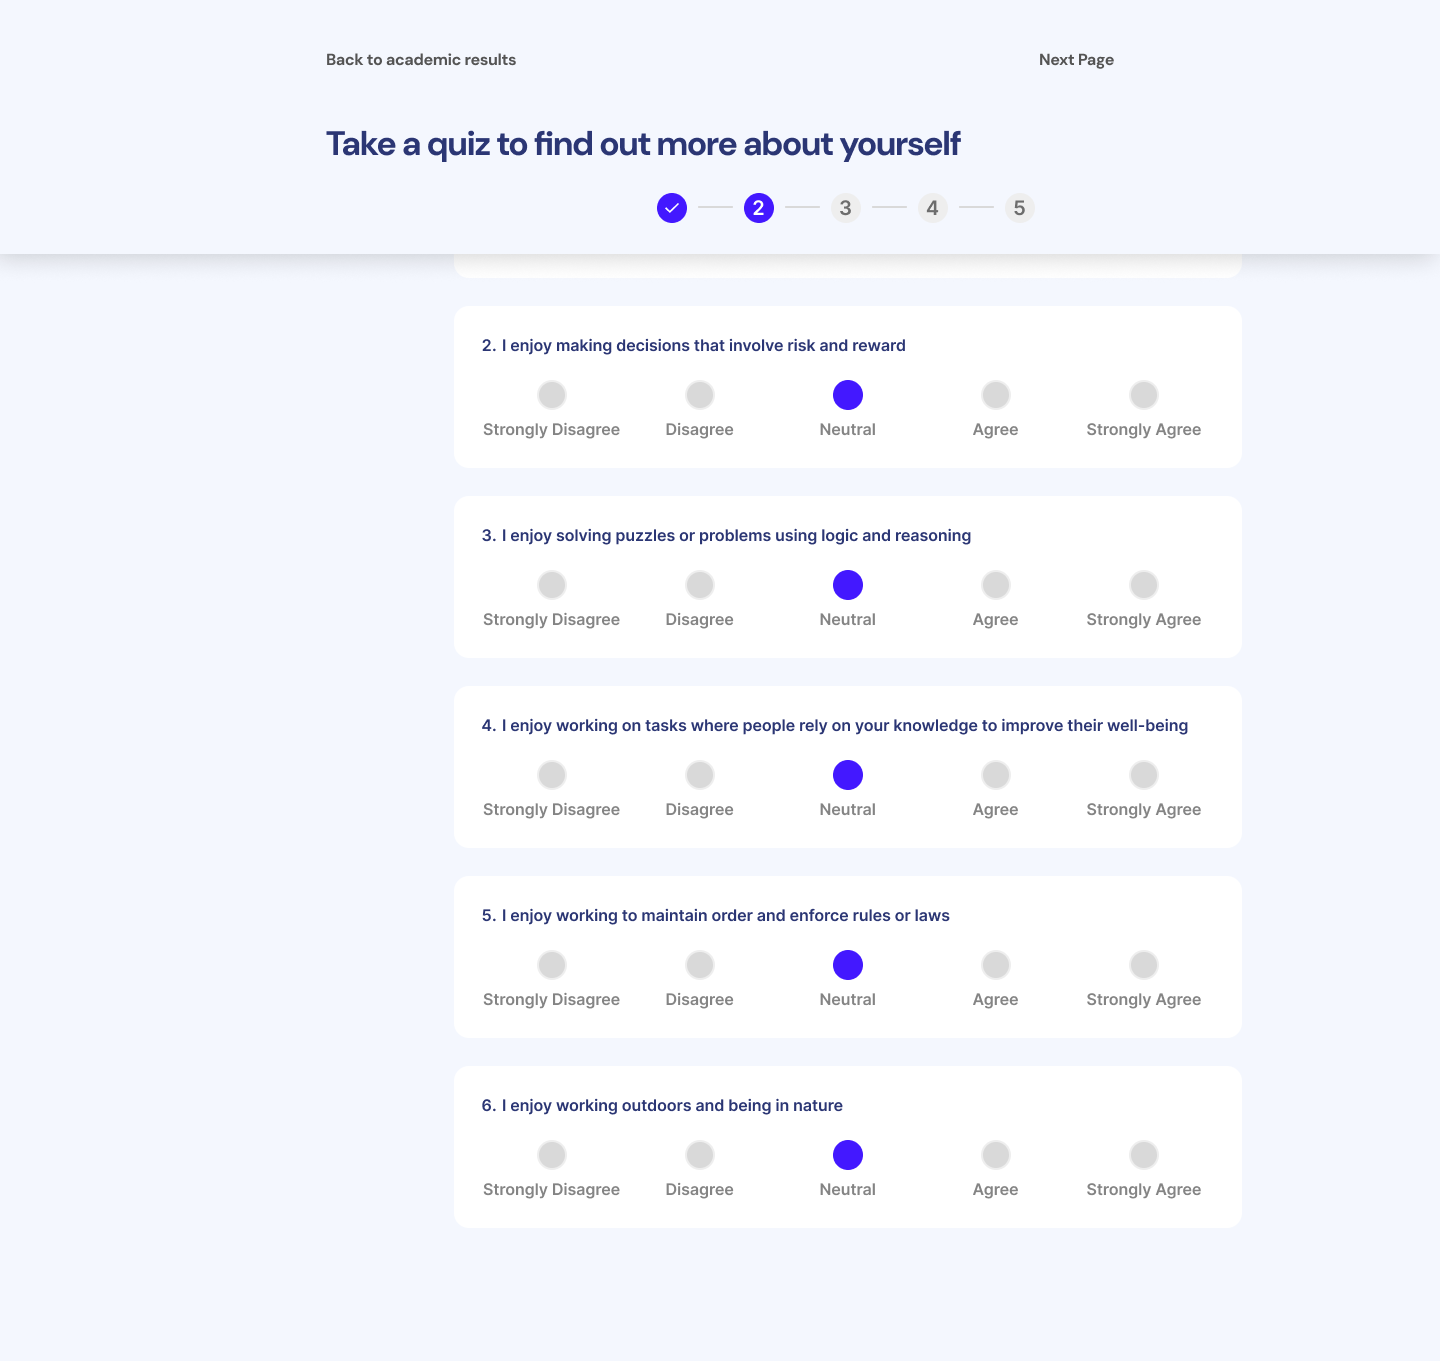 Back to academic results
Next Page
Take a quiz to find out more about yourself
2 3 4 5
2. I enjoy making decisions that involve risk and reward
Strongly Disagree Disagree Neutral Agree Strongly Agree
3. I enjoy solving puzzles or problems using logic and reasoning
Strongly Disagree Disagree Neutral Agree Strongly Agree
4. I enjoy working on tasks where people rely on your knowledge to improve their well-being
Strongly Disagree Disagree Neutral Agree Strongly Agree
5. I enjoy working to maintain order and enforce rules or laws
Strongly Disagree Disagree Neutral Agree Strongly Agree
6. I enjoy working outdoors and being in nature
Strongly Disagree Disagree Neutral Agree Strongly Agree